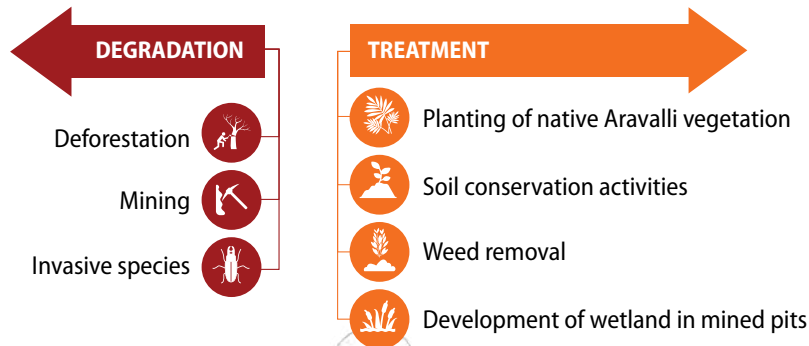 DEGRADATION
Deforestation
Mining
Invasive species
TREATMENT
Planting of native Aravalli vegetation
Soil conservation activities
Weed removal
Development of wetland in mined pits